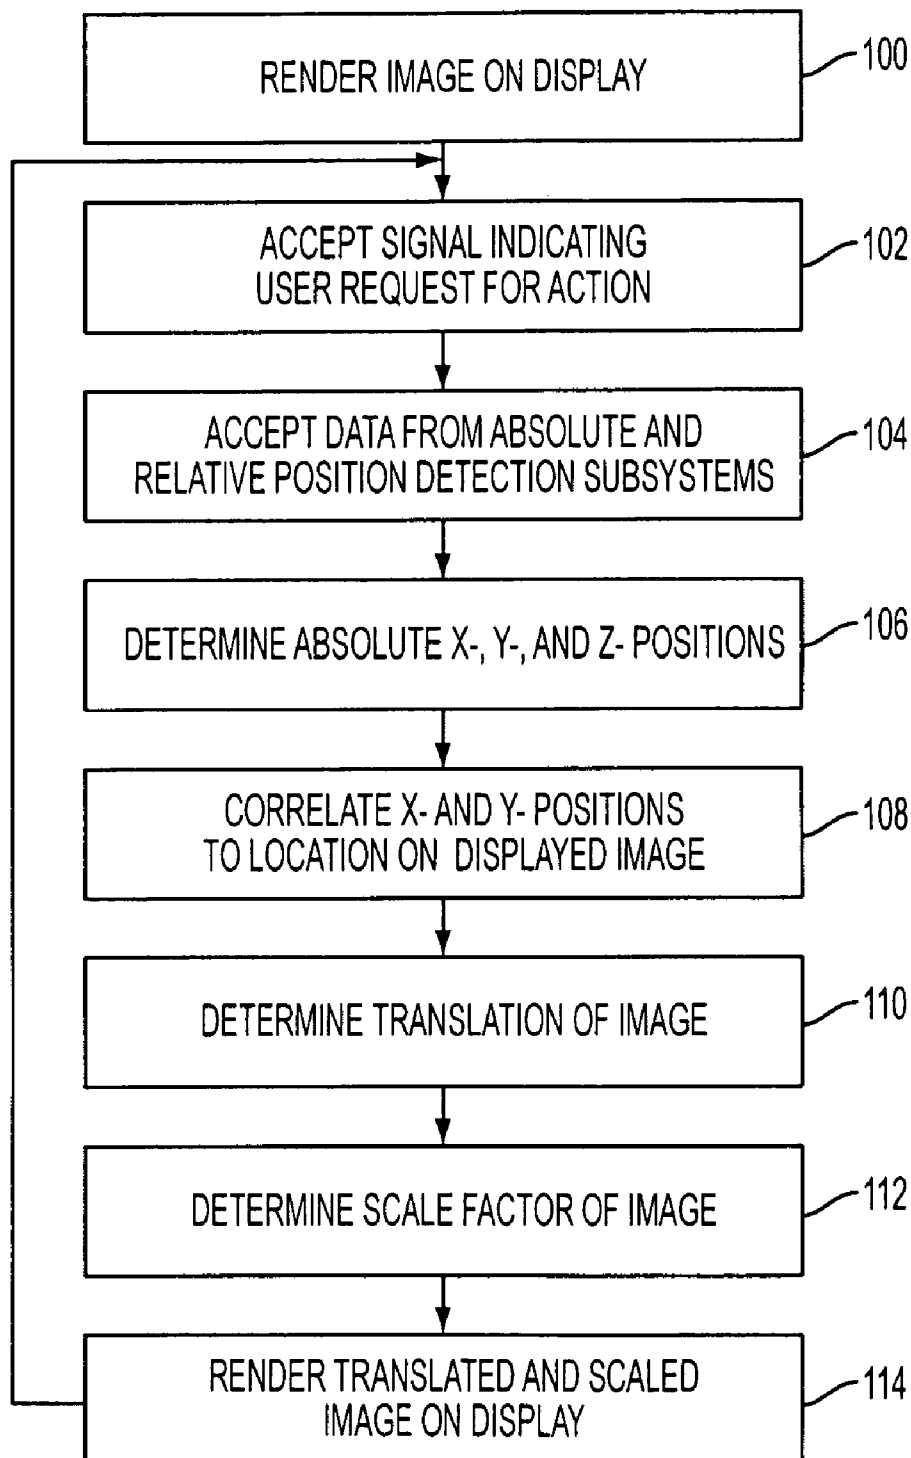 RENDER IMAGE ON DISPLAY
100
ACCEPT SIGNAL INDICATING
USER REQUEST FOR ACTION
102
ACCEPT DATA FROM ABSOLUTE AND
RELATIVE POSITION DETECTION SUBSYSTEMS
104
DETERMINE ABSOLUTE X-, Y-, AND Z- POSITIONS
106
CORRELATE X- AND Y- POSITIONS
TO LOCATION ON DISPLAYED IMAGE
108
DETERMINE TRANSLATION OF IMAGE
110
DETERMINE SCALE FACTOR OF IMAGE
112
RENDER TRANSLATED AND SCALED
IMAGE ON DISPLAY
114